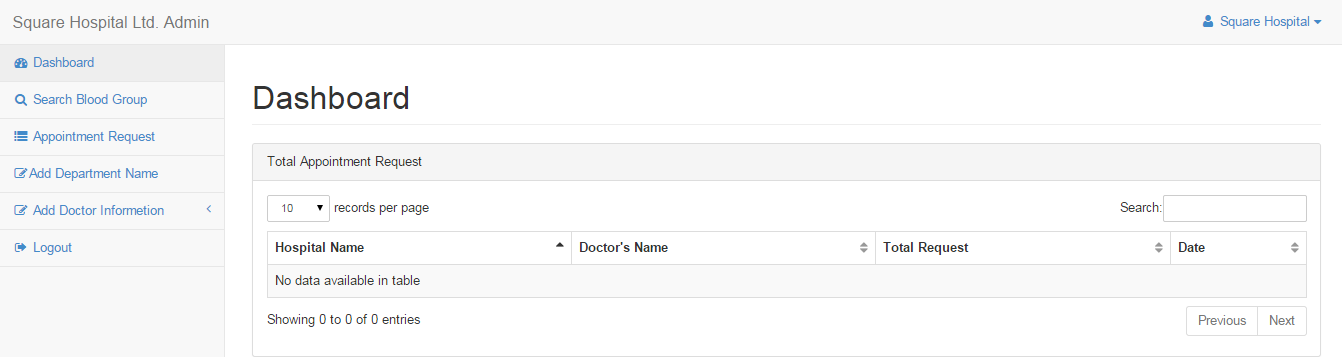 Square Hospital Ltd. Admin
Square Hospital
Dashboard
Search Blood Group
Appointment Request
Add Department Name
Add Doctor Informetion
Logout
Dashboard
Total Appointment Request
10 records per page
Search:
Hospital Name Doctor's Name Total Request Date
No data available in table
Showing 0 to 0 of 0 entries
Previous Next